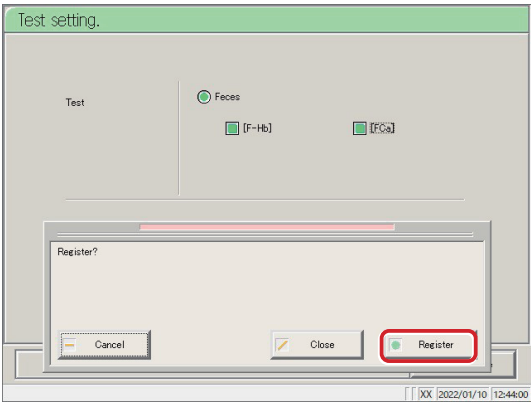 Test setting.
Test
Feces
[F-Hb] [FCa]
Register?
Cancel Close Register
XX 2022/01/10 12:44:00